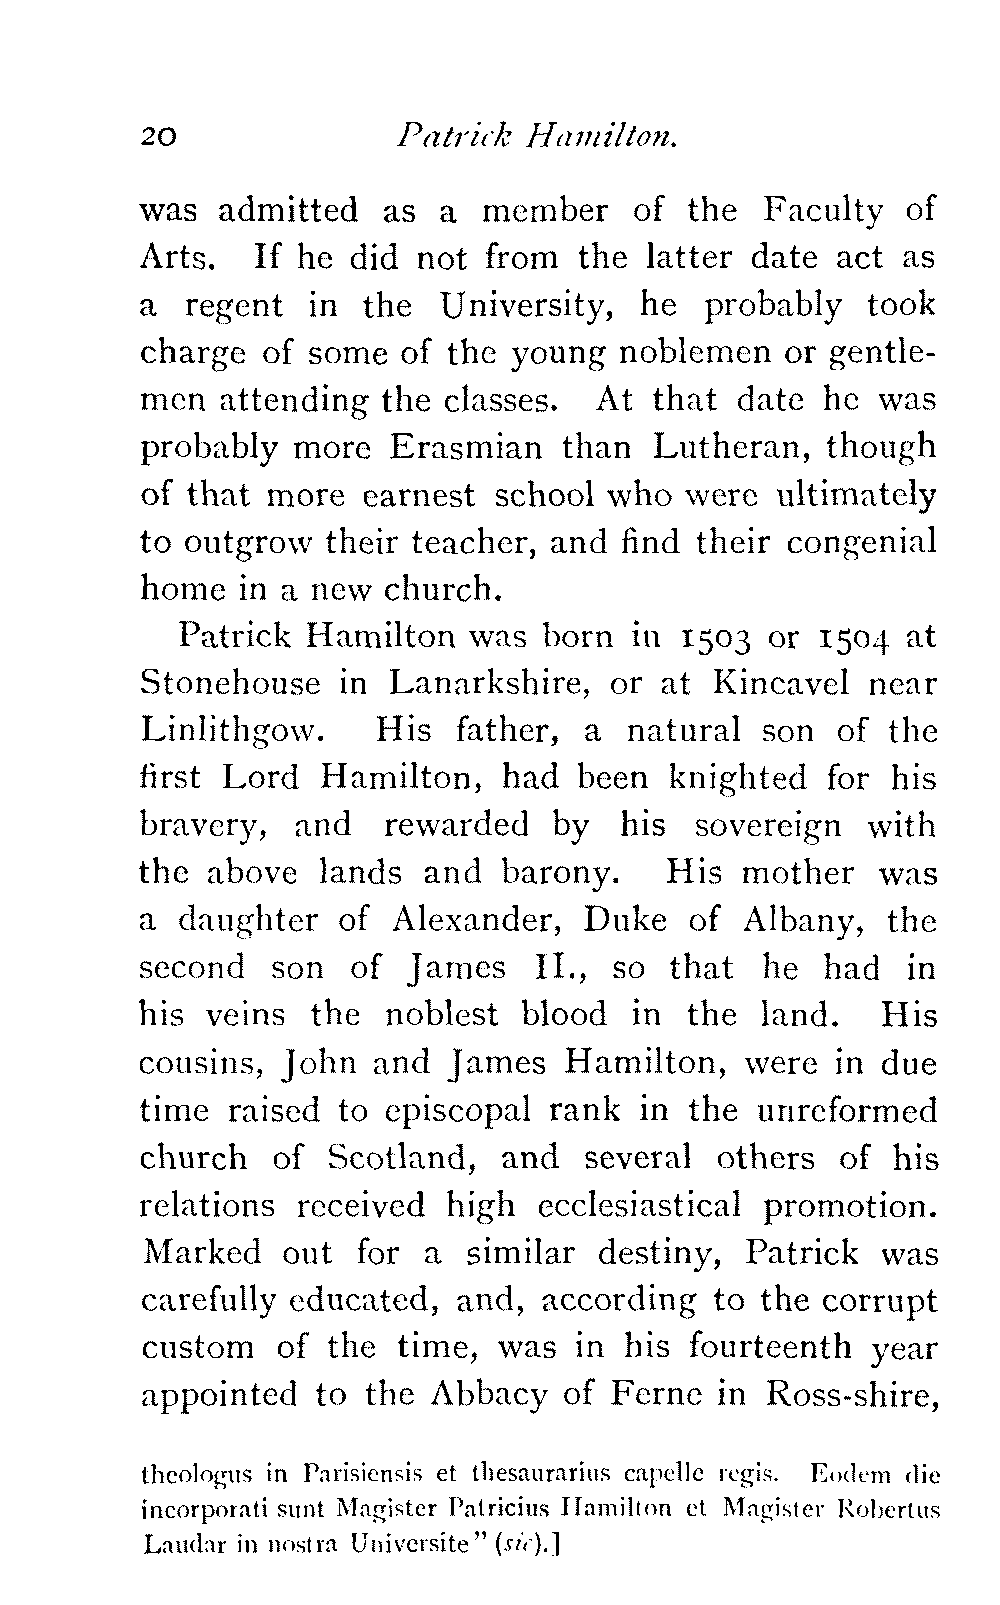 20 Patrick Hamilton.
was admitted as a member of the Faculty of
Arts. If he did not from the latter date act as
a regent in the University, he probably took
charge of some of the young noblemen or gentle-
men attending the classes. At that date he was
probably more Erasmian than Lutheran, though
of that more earnest school who were ultimately
to outgrow their teacher, and find their congenial
home in a new church.
Patrick Hamilton was born in 1503 or 1504 at
Stonehouse in Lanarkshire, or at Kincavel near
Linlithgow. His father, a natural son of the
first Lord Hamilton, had been knighted for his
bravery, and rewarded by his sovereign with
the above lands and barony. His mother was
a daughter of Alexander, Duke of Albany, the
second son of James II., so that he had in
his veins the noblest blood in the land. His
cousins, John and James Hamilton, were in due
time raised to episcopal rank in the unreformed
church of Scotland, and several others of his
relations received high ecclesiastical promotion.
Marked out for a similar destiny, Patrick was
carefully educated, and, according to the corrupt
custom of the time, was in his fourteenth year
appointed to the Abbacy of Ferne in Ross-shire,
theologus in Parisiensis et thesaurarius capelle regis. Eodem die
incorporati sunt Magister Patricius Hamilton et Magister Robertus
Laudar in nostra Universite" (sic).]